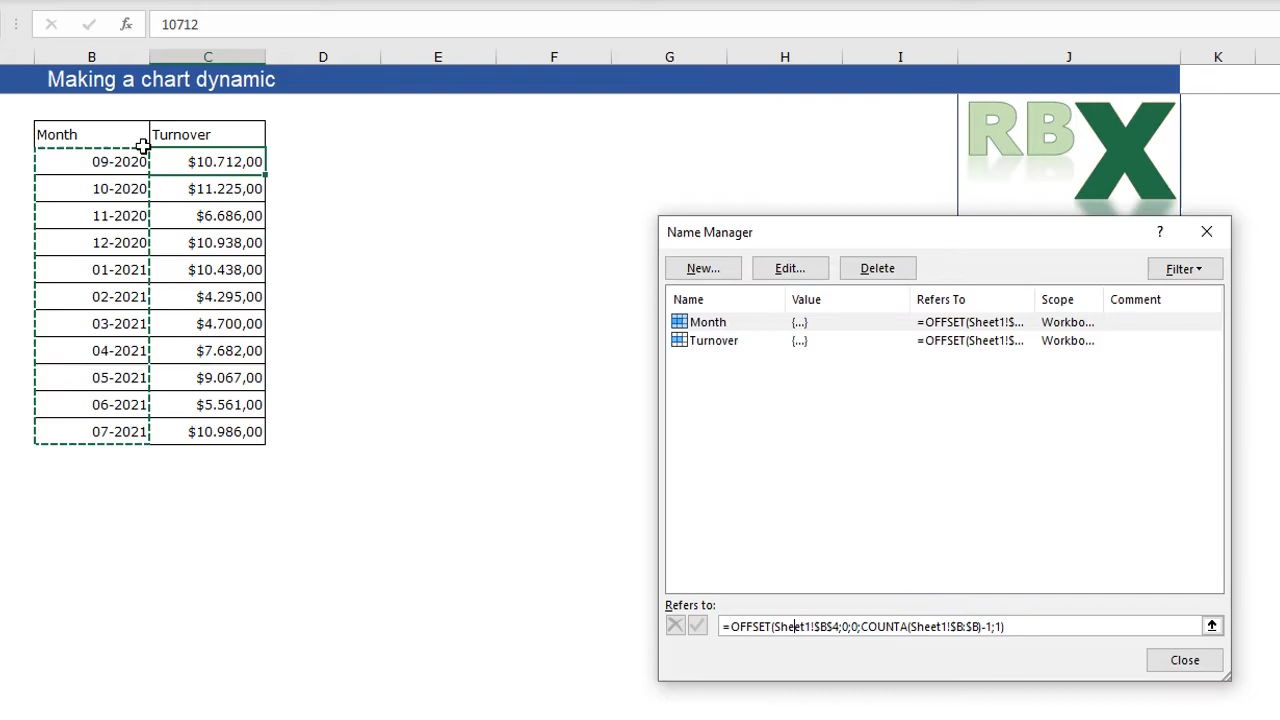 fx 10712
B C D E F G H I J K
Making a chart dynamic
RBX
Month Turnover
09-2020 $10.712,00
10-2020 $11.225,00
11-2020 $6.686,00
12-2020 $10.938,00
01-2021 $10.438,00
02-2021 $4.295,00
03-2021 $4.700,00
04-2021 $7.682,00
05-2021 $9.067,00
06-2021 $5.561,00
07-2021 $10.986,00
Name Manager ?
New... Edit... Delete Filter
Name Value Refers To Scope Comment
Month {...} =OFFSET(Sheet1!$... Workbo...
Turnover {...} =OFFSET(Sheet1!$... Workbo...
Refers to:
=OFFSET(Sheet1!$B$4;0;0;COUNTA(Sheet1!$B:$B)-1;1)
Close